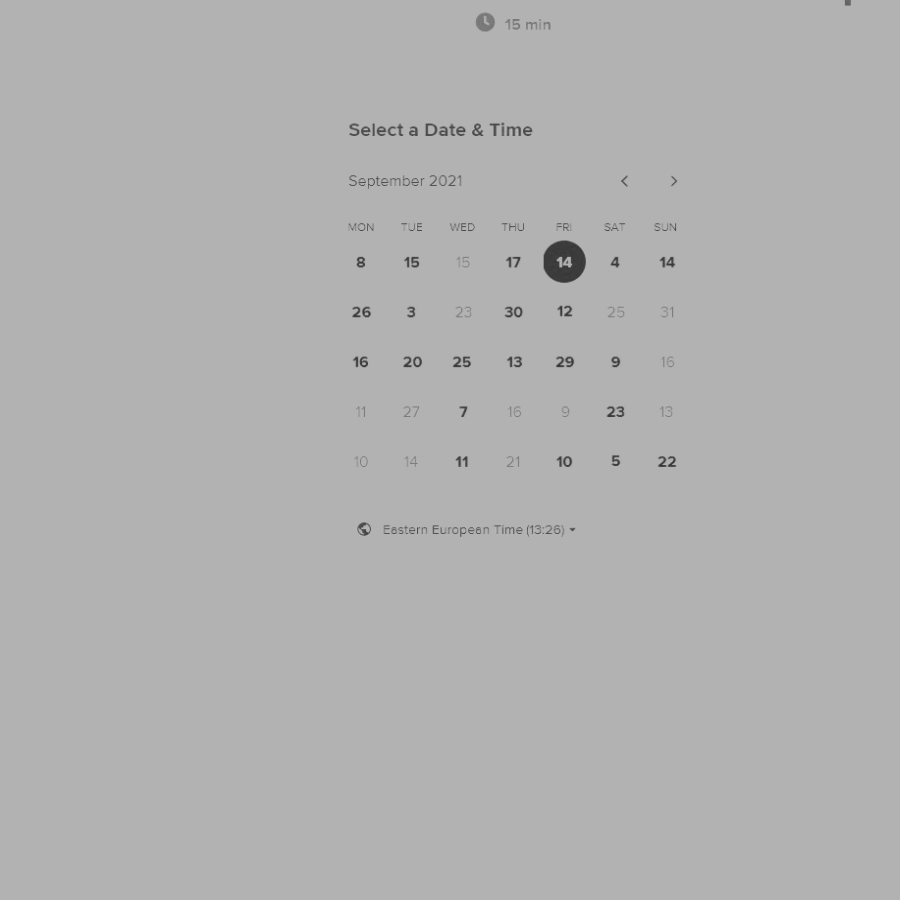 15 min
Select a Date & Time
September 2021
MON TUE WED THU FRI SAT SUN
8 15 15 17 14 4 14
26 3 23 30 12 25 31
16 20 25 13 29 9 16
11 27 7 16 9 23 13
10 14 11 21 10 5 22
Eastern European Time (13:26)